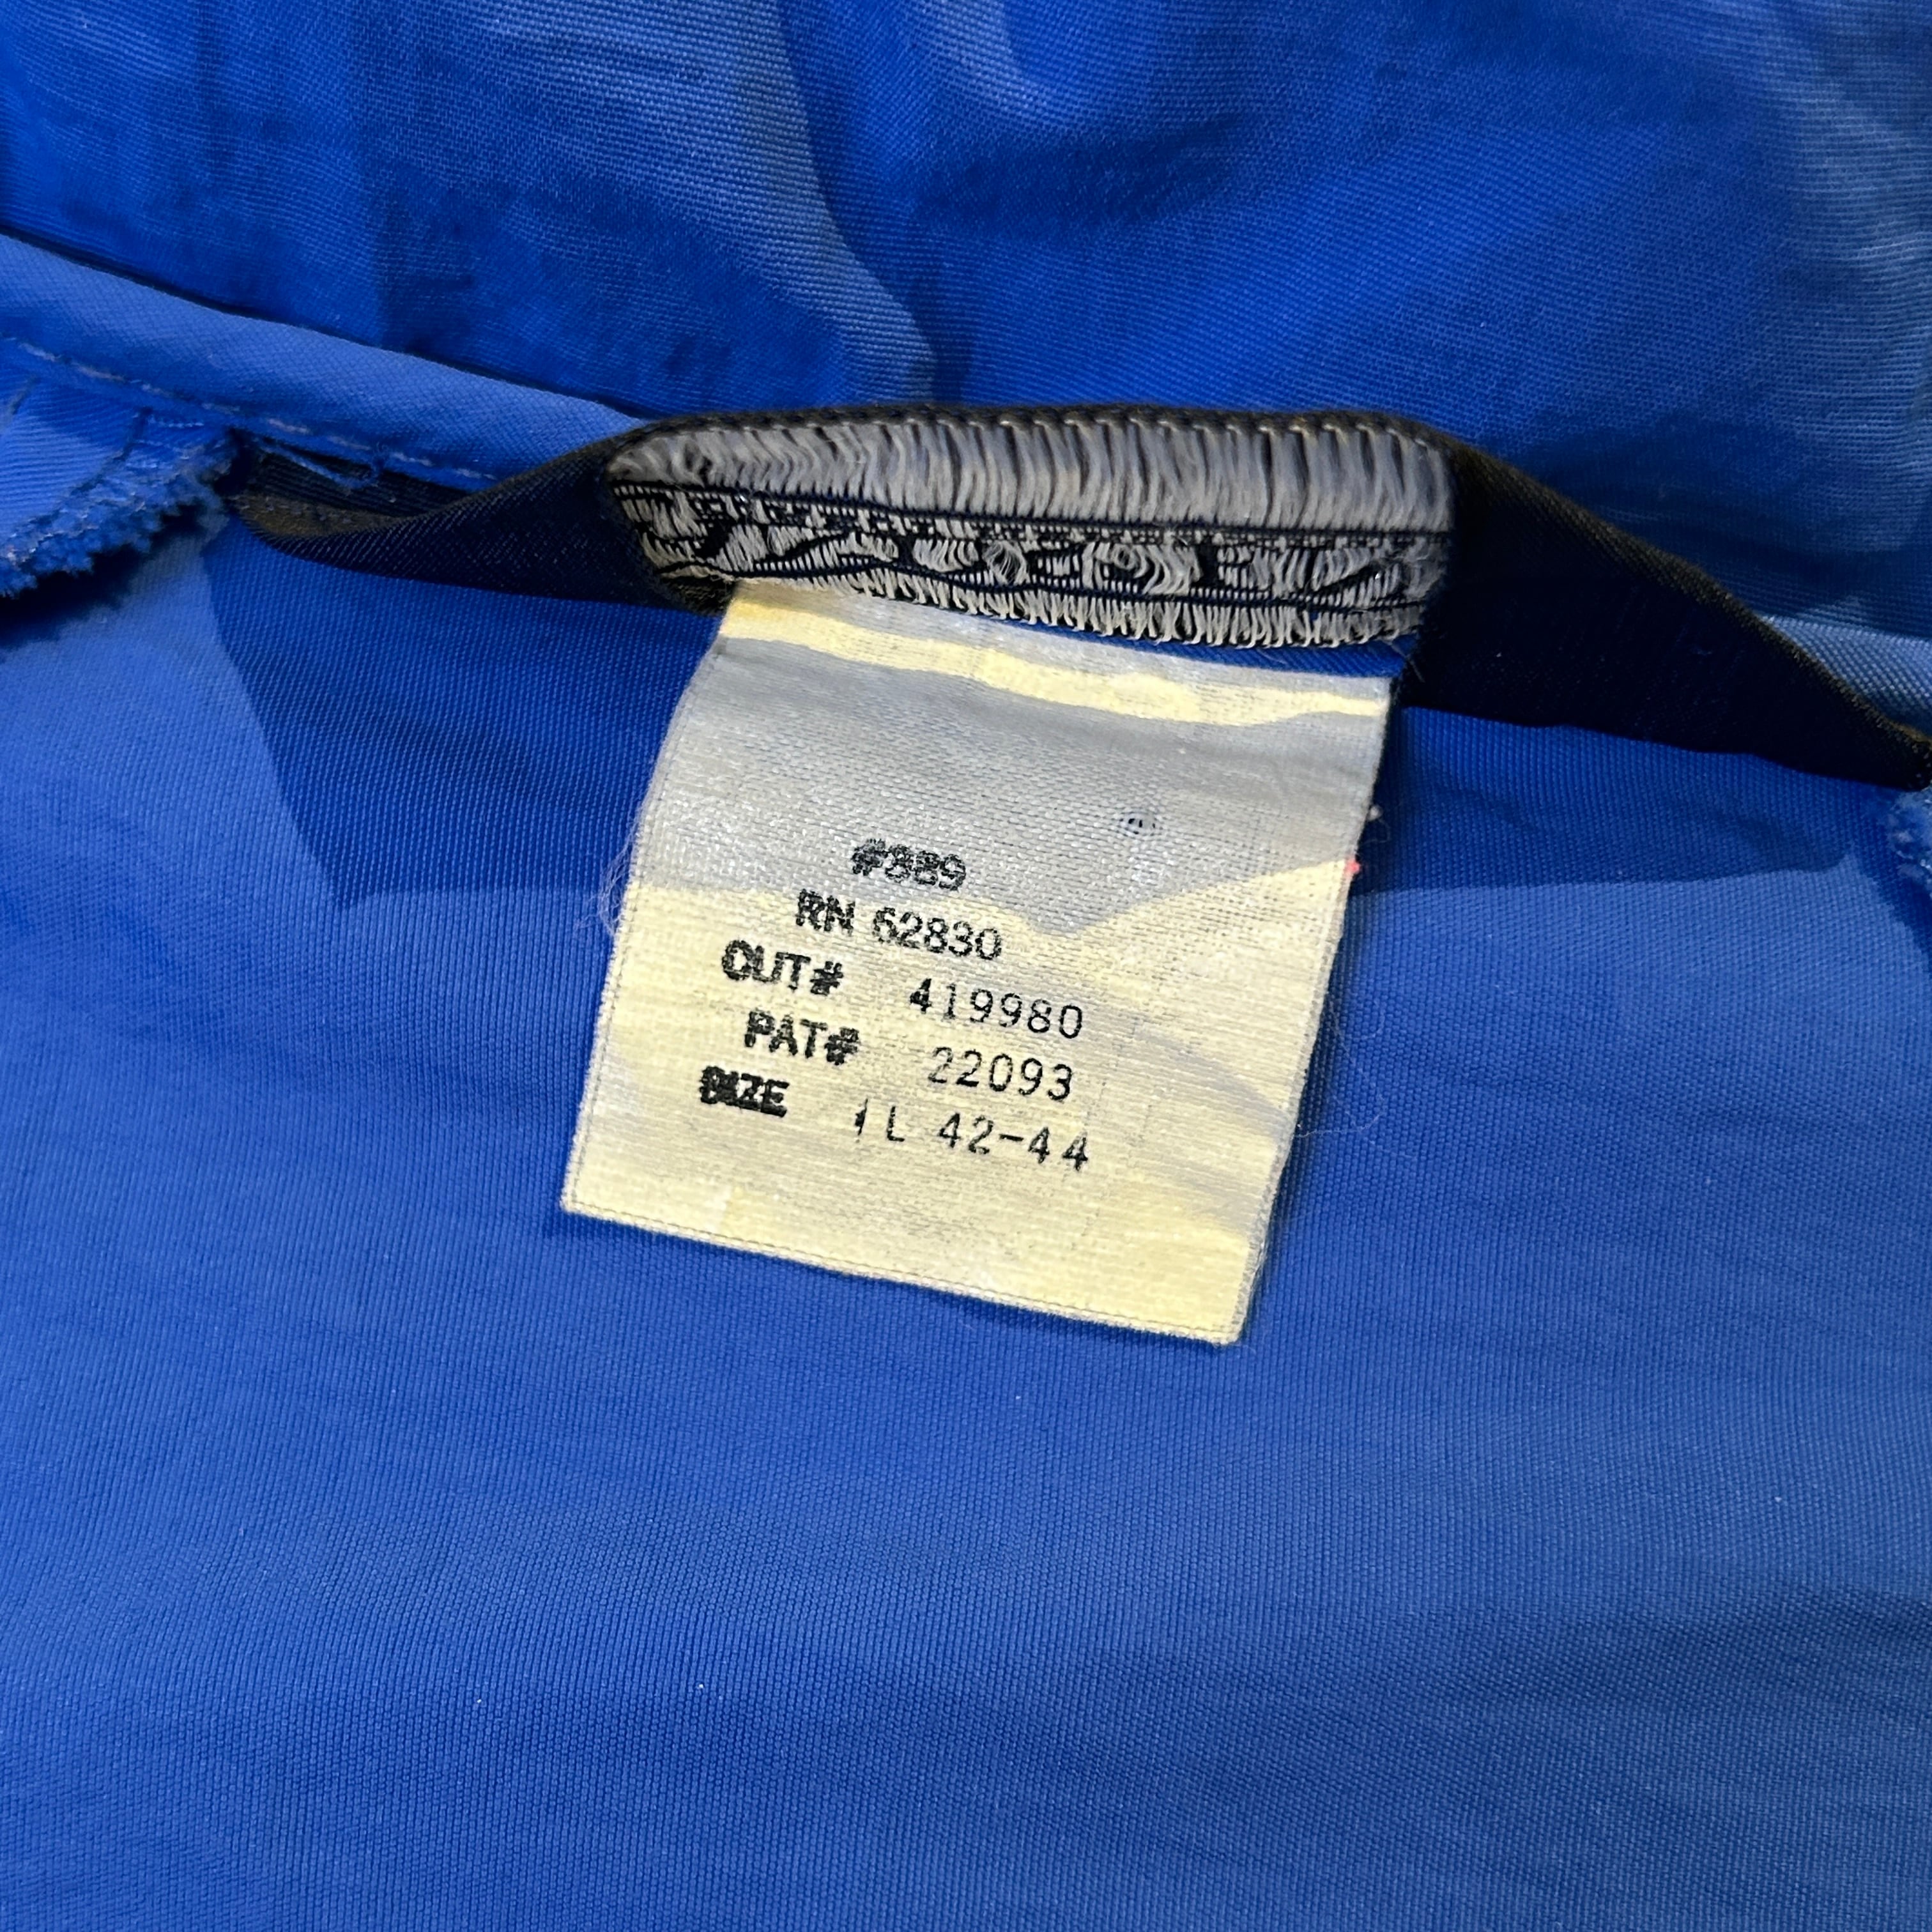 #889
RN 62830
CUT# 419980
PAT# 22093
SIZE L 42-44